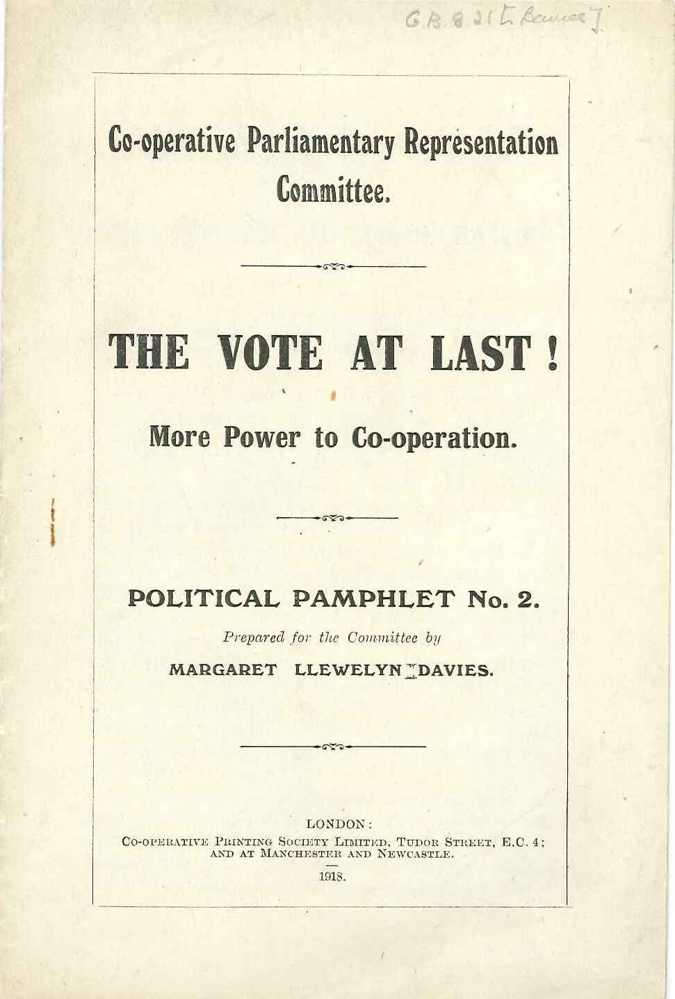 G.B. 8.21 [
Co-operative Parliamentary Representation
Committee.
THE VOTE AT LAST !
More Power to Co-operation.
POLITICAL PAMPHLET No. 2.
Prepared for the Committee by
MARGARET LLEWELYN DAVIES.
LONDON:
CO-OPERATIVE PRINTING SOCIETY LIMITED, TUDOR STREET, E.C. 4;
AND AT MANCHESTER AND NEWCASTLE.
1918.